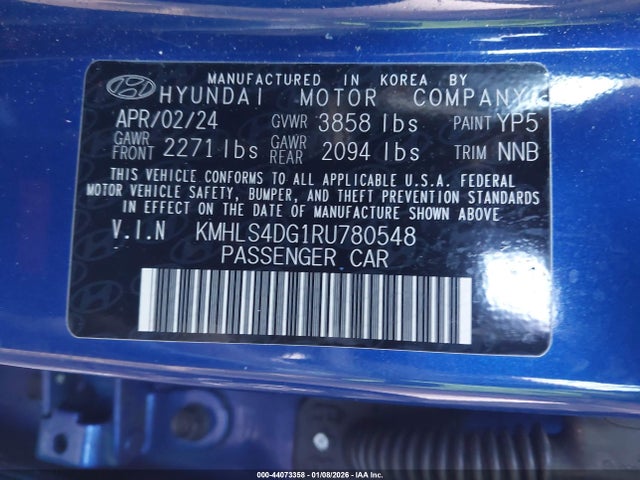 MANUFACTURED IN KOREA BY
HYUNDAI MOTOR COMPANY
APR/02/24 GVWR 3858 lbs PAINT YP5
GAWR FRONT 2271 lbs GAWR REAR 2094 lbs TRIM NNB
THIS VEHICLE CONFORMS TO ALL APPLICABLE U.S.A. FEDERAL
MOTOR VEHICLE SAFETY, BUMPER, AND THEFT PREVENTION STANDARDS
IN EFFECT ON THE DATE OF MANUFACTURE SHOWN ABOVE
V.I.N KMHLS4DG1RU780548
PASSENGER CAR
000-44073358 - 01/08/2026 - IAA Inc.